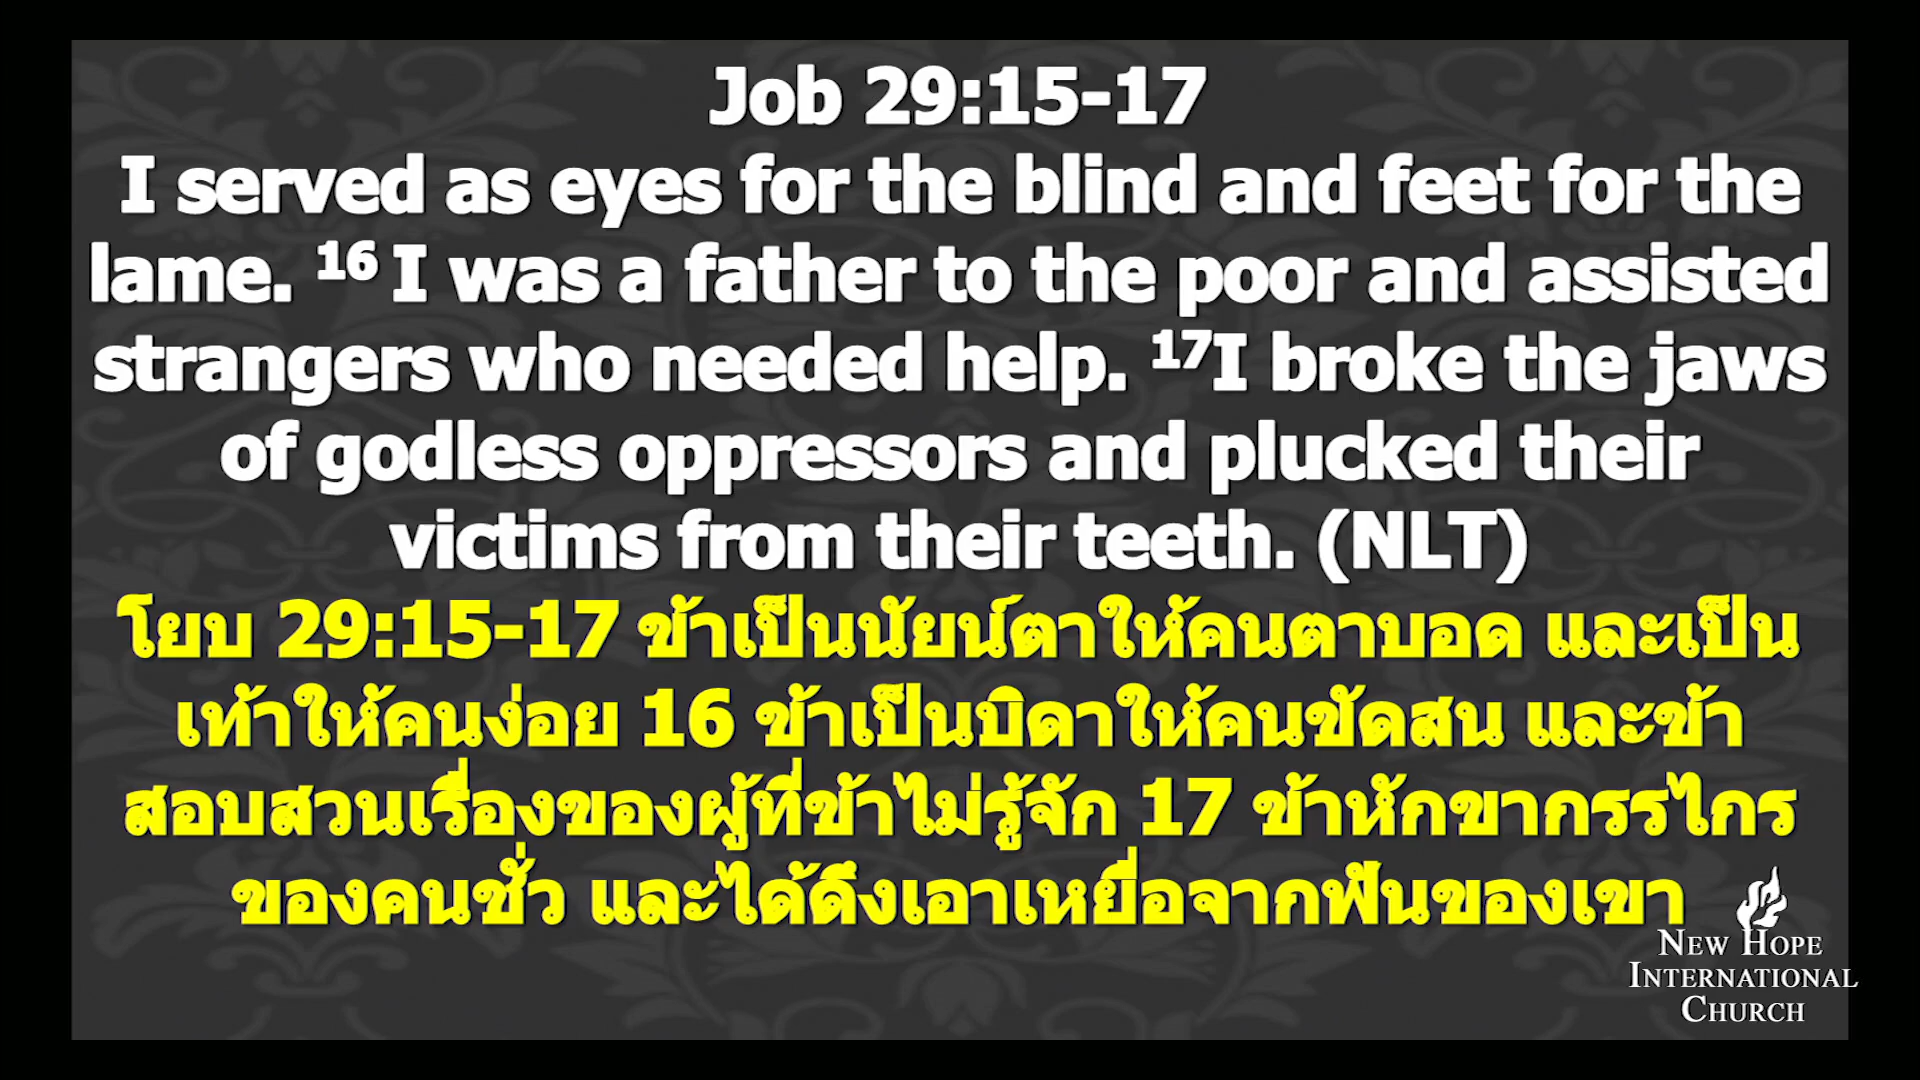 Job 29:15-17
I served as eyes for the blind and feet for the
lame. 16 I was a father to the poor and assisted
strangers who needed help. 17I broke the jaws
of godless oppressors and plucked their
victims from their teeth. (NLT)
โยบ 29:15-17 ข้าเป็นนัยน์ตาให้คนตาบอด และเป็น
เท้าให้คนง่อย 16 ข้าเป็นบิดาให้คนขัดสน และข้า
สอบสวนเรื่องของผู้ที่ข้าไม่รู้จัก 17 ข้าหักขากรรไกร
ของคนชั่ว และได้ดึงเอาเหยื่อจากฟันของเขา
NEW HOPE
INTERNATIONAL
CHURCH